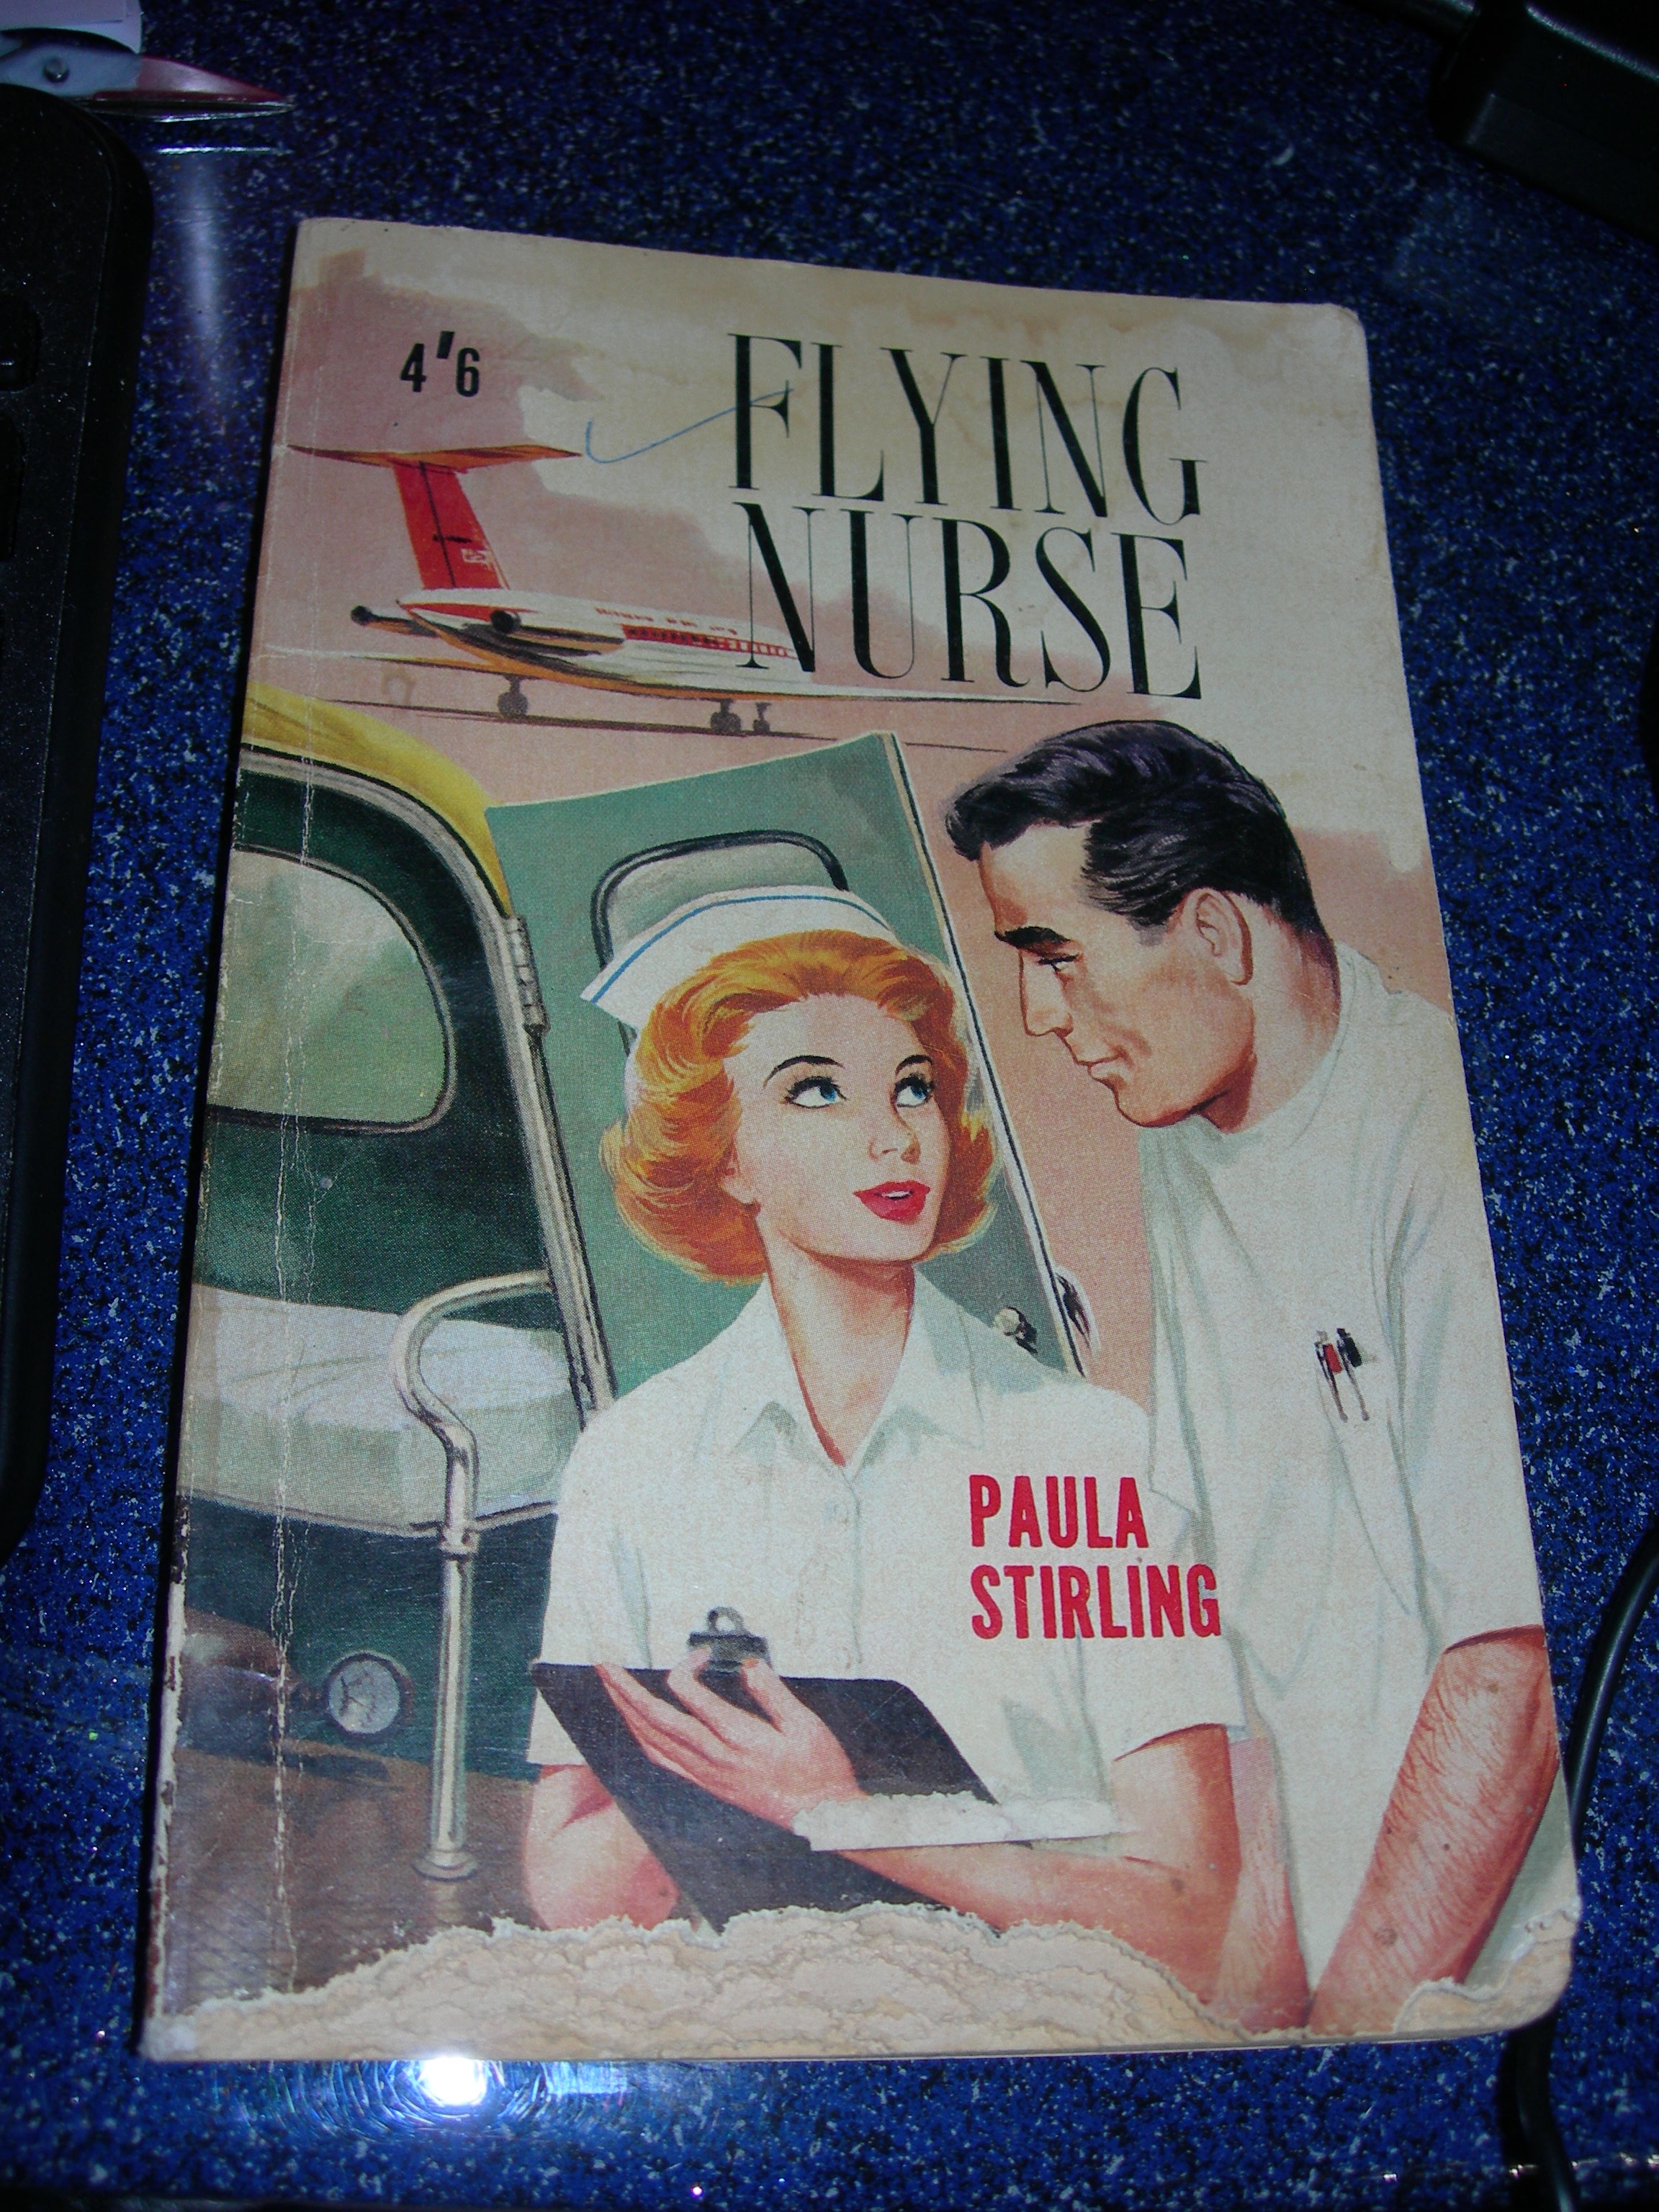 4'6
FLYING
NURSE
PAULA
STIRLING